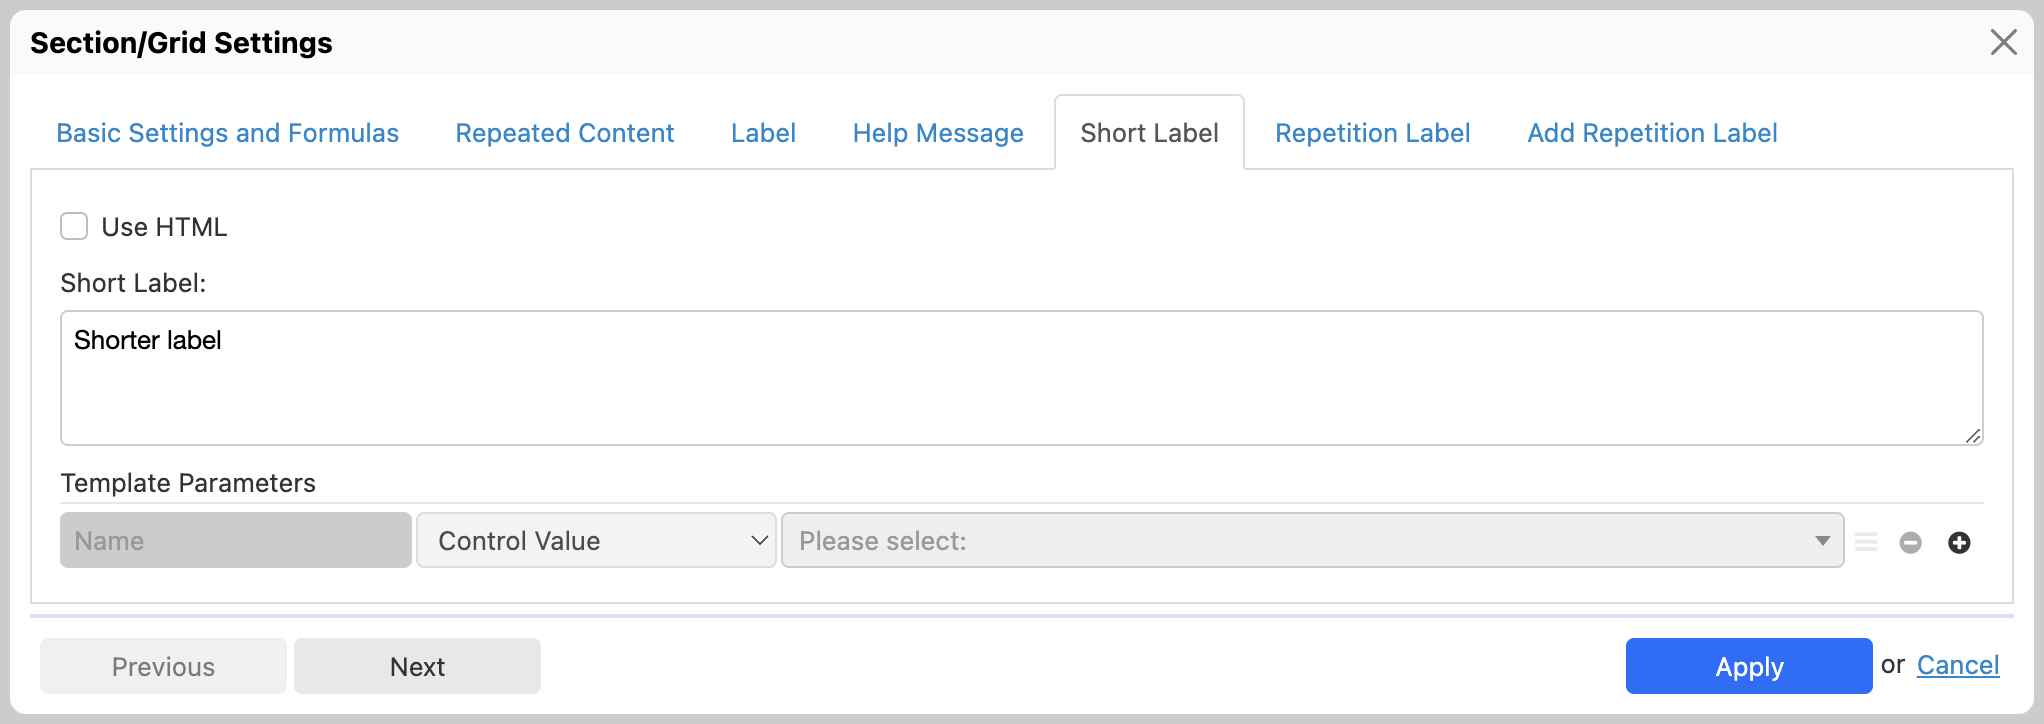 Section/Grid Settings
Basic Settings and Formulas Repeated Content Label Help Message Short Label Repetition Label Add Repetition Label
Use HTML
Short Label:
Shorter label
Template Parameters
Name Control Value Please select:
Previous Next Apply or Cancel